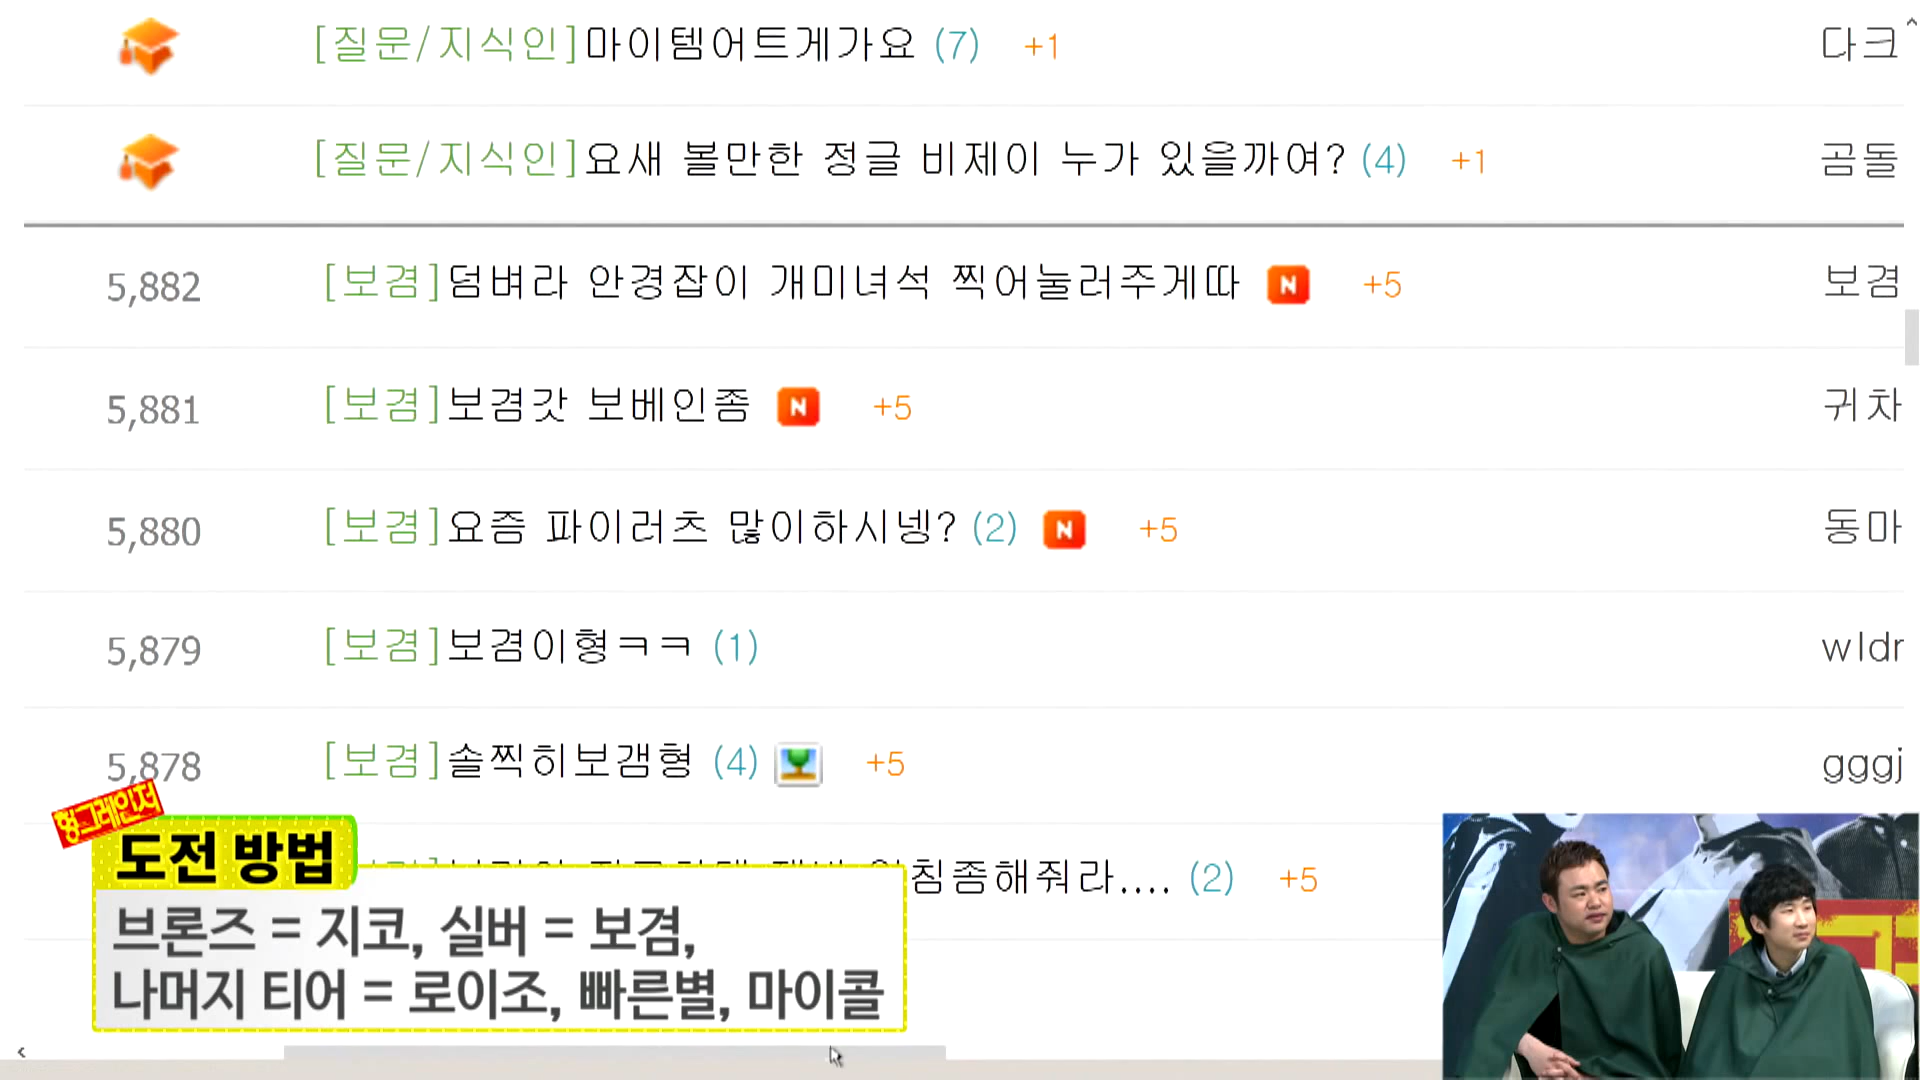 [질문/지식인]마이템어트게가요 (7) +1 다크
[질문/지식인]요새 볼만한 정글 비제이 누가 있을까여? (4) +1 곰돌
5,882 [보겸]덤벼라 안경잡이 개미녀석 찍어눌러주게따 N +5 보겸
5,881 [보겸]보겸갓 보베인좀 N +5 귀차
5,880 [보겸]요즘 파이러츠 많이하시넹? (2) N +5 동마
5,879 [보겸]보겸이형ㅋㅋ (1) wldr
5,878 [보겸]솔찍히보갬형 (4) +5 gggj
침좀해줘라.... (2) +5
헝그레인저
도전 방법
브론즈 = 지코, 실버 = 보겸,
나머지 티어 = 로이조, 빠른별, 마이콜